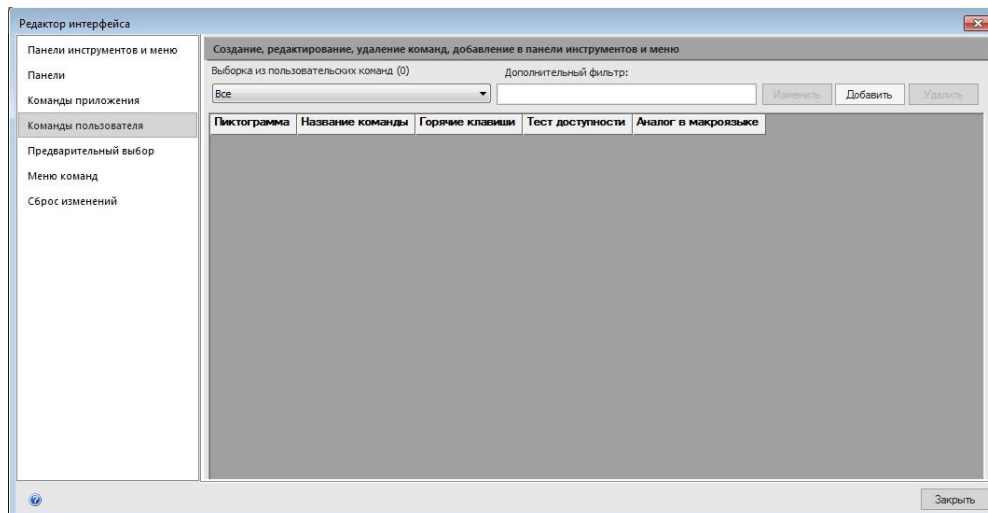 Редактор интерфейса
Панели инструментов и меню
Панели
Команды приложения
Команды пользователя
Предварительный выбор
Меню команд
Сброс изменений
Создание, редактирование, удаление команд, добавление в панели инструментов и меню
Выборка из пользовательских команд (0)
Дополнительный фильтр:
Все
Изменить
Добавить
Удалить
Пиктограмма
Название команды
Горячие клавиши
Тест доступности
Аналог в макроязыке
Закрыть